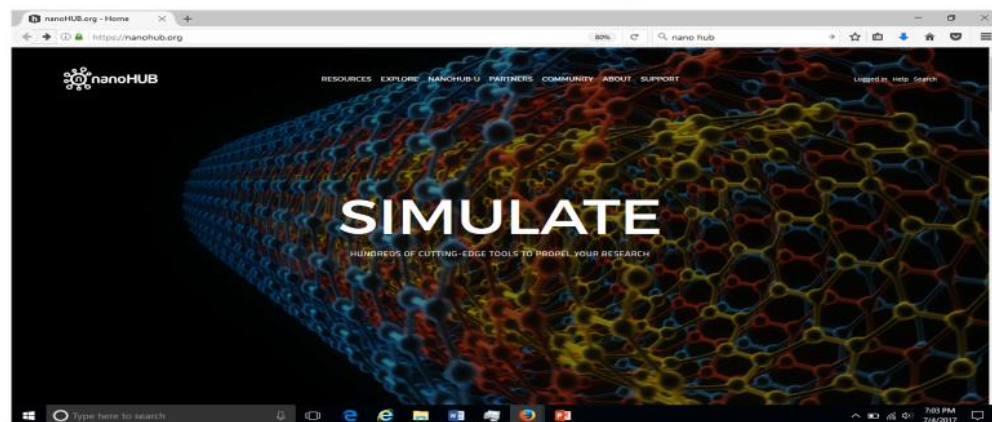 nanoHUB.org - Home
https://nanohub.org
80%
nano hub
nanoHUB
RESOURCES EXPLORE NANOHUB-U PARTNERS COMMUNITY ABOUT SUPPORT
Logged in Help Search
SIMULATE
HUNDREDS OF CUTTING-EDGE TOOLS TO PROPEL YOUR RESEARCH
Type here to search
7:03 PM
7/4/2017